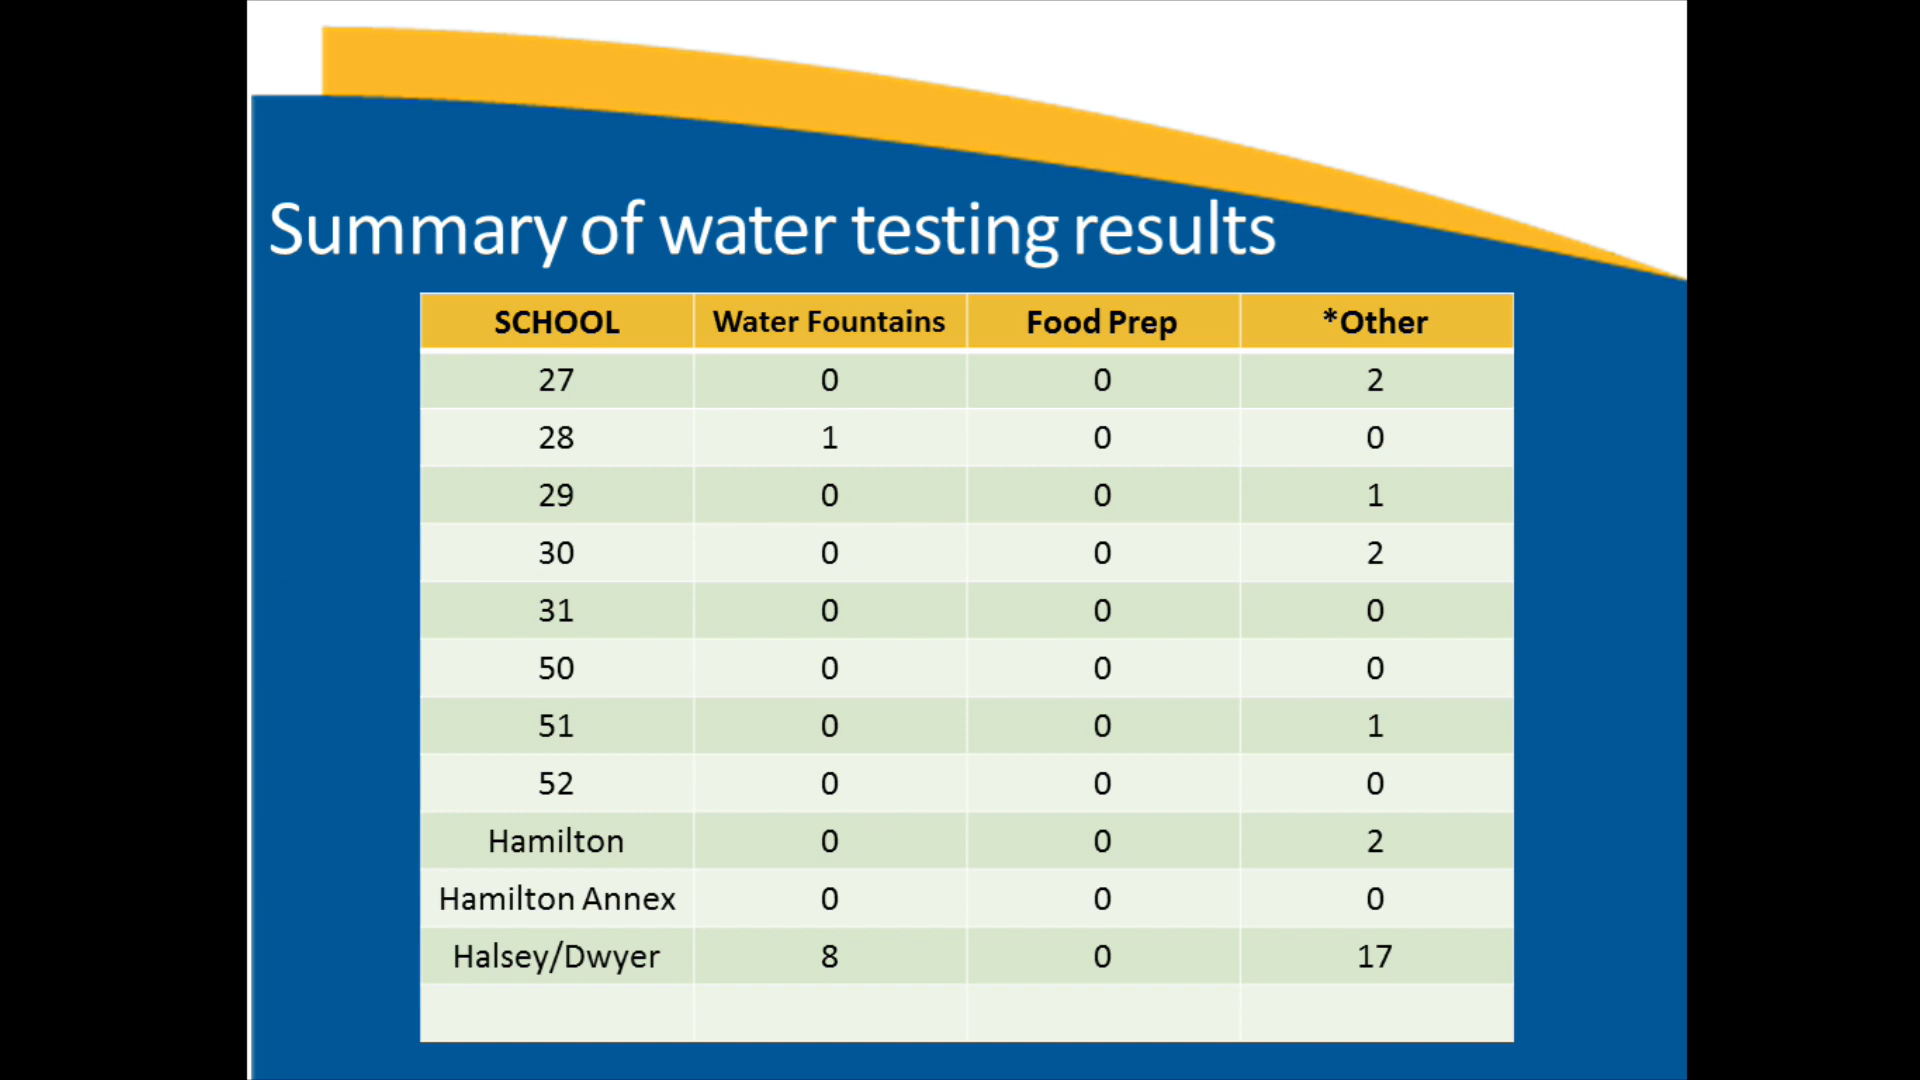 Summary of water testing results
SCHOOL Water Fountains Food Prep *Other
27 0 0 2
28 1 0 0
29 0 0 1
30 0 0 2
31 0 0 0
50 0 0 0
51 0 0 1
52 0 0 0
Hamilton 0 0 2
Hamilton Annex 0 0 0
Halsey/Dwyer 8 0 17